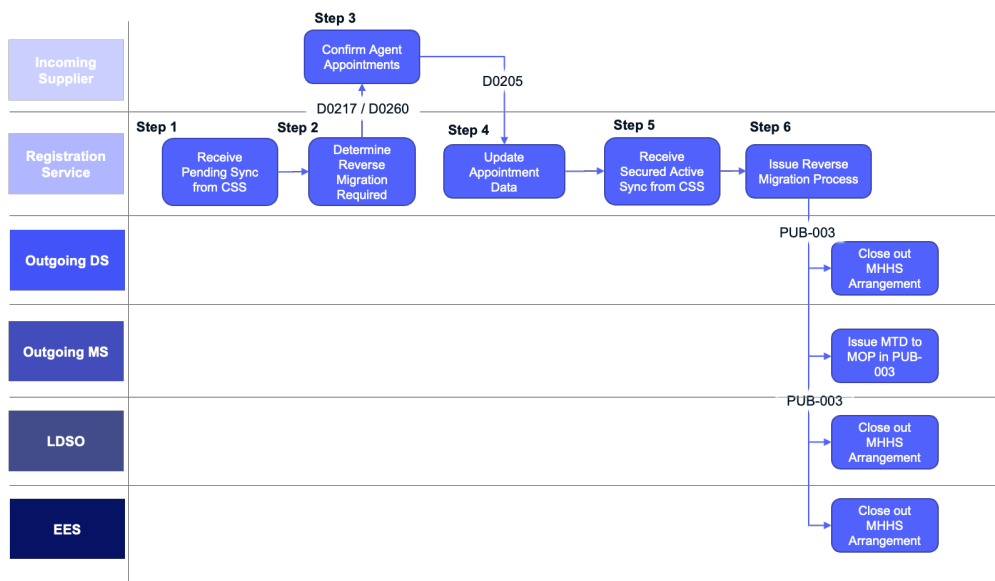 Step 3
Incoming
Supplier
Confirm Agent
Appointments
D0205
D0217 / D0260
Step 1
Step 2
Step 4
Step 5
Step 6
Registration
Service
Receive
Pending Sync
from CSS
Determine
Reverse
Migration
Required
Update
Appointment
Data
Receive
Secured Active
Sync from CSS
Issue Reverse
Migration Process
PUB-003
Outgoing DS
Close out
MHHS
Arrangement
Outgoing MS
Issue MTD to
MOP in PUB-
003
PUB-003
LDSO
Close out
MHHS
Arrangement
EES
Close out
MHHS
Arrangement